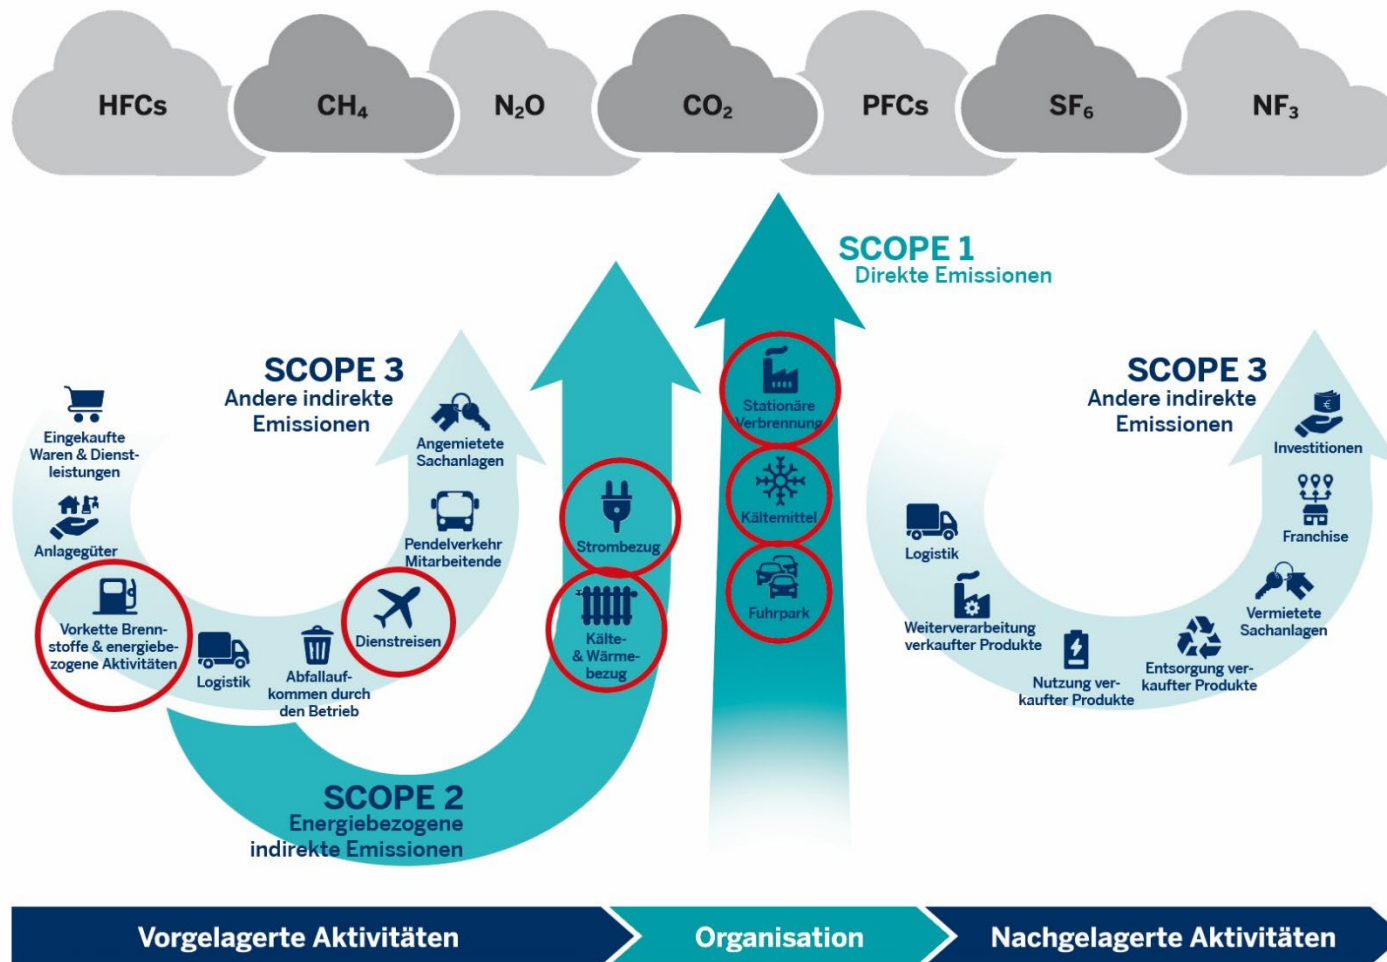 HFCs
CH₄
N₂O
CO₂
PFCs
SF₆
NF₃
SCOPE 1
Direkte Emissionen
SCOPE 3
Andere indirekte
Emissionen
Eingekaufte
Waren & Dienst-
leistungen
Anlagegüter
Vorkette Brenn-
stoffe & energiebe-
zogene Aktivitäten
Logistik
Abfallauf-
kommen durch
den Betrieb
Dienstreisen
Pendelverkehr
Mitarbeitende
Angemietete
Sachanlagen
SCOPE 2
Energiebezogene
indirekte Emissionen
Strombezug
Kälte-
& Wärme-
bezug
Stationäre
Verbrennung
Kältemittel
Fuhrpark
SCOPE 3
Andere indirekte
Emissionen
Logistik
Weiterverarbeitung
verkaufter Produkte
Nutzung ver-
kaufter Produkte
Entsorgung ver-
kaufter Produkte
Vermietete
Sachanlagen
Franchise
€
Investitionen
Vorgelagerte Aktivitäten
Organisation
Nachgelagerte Aktivitäten